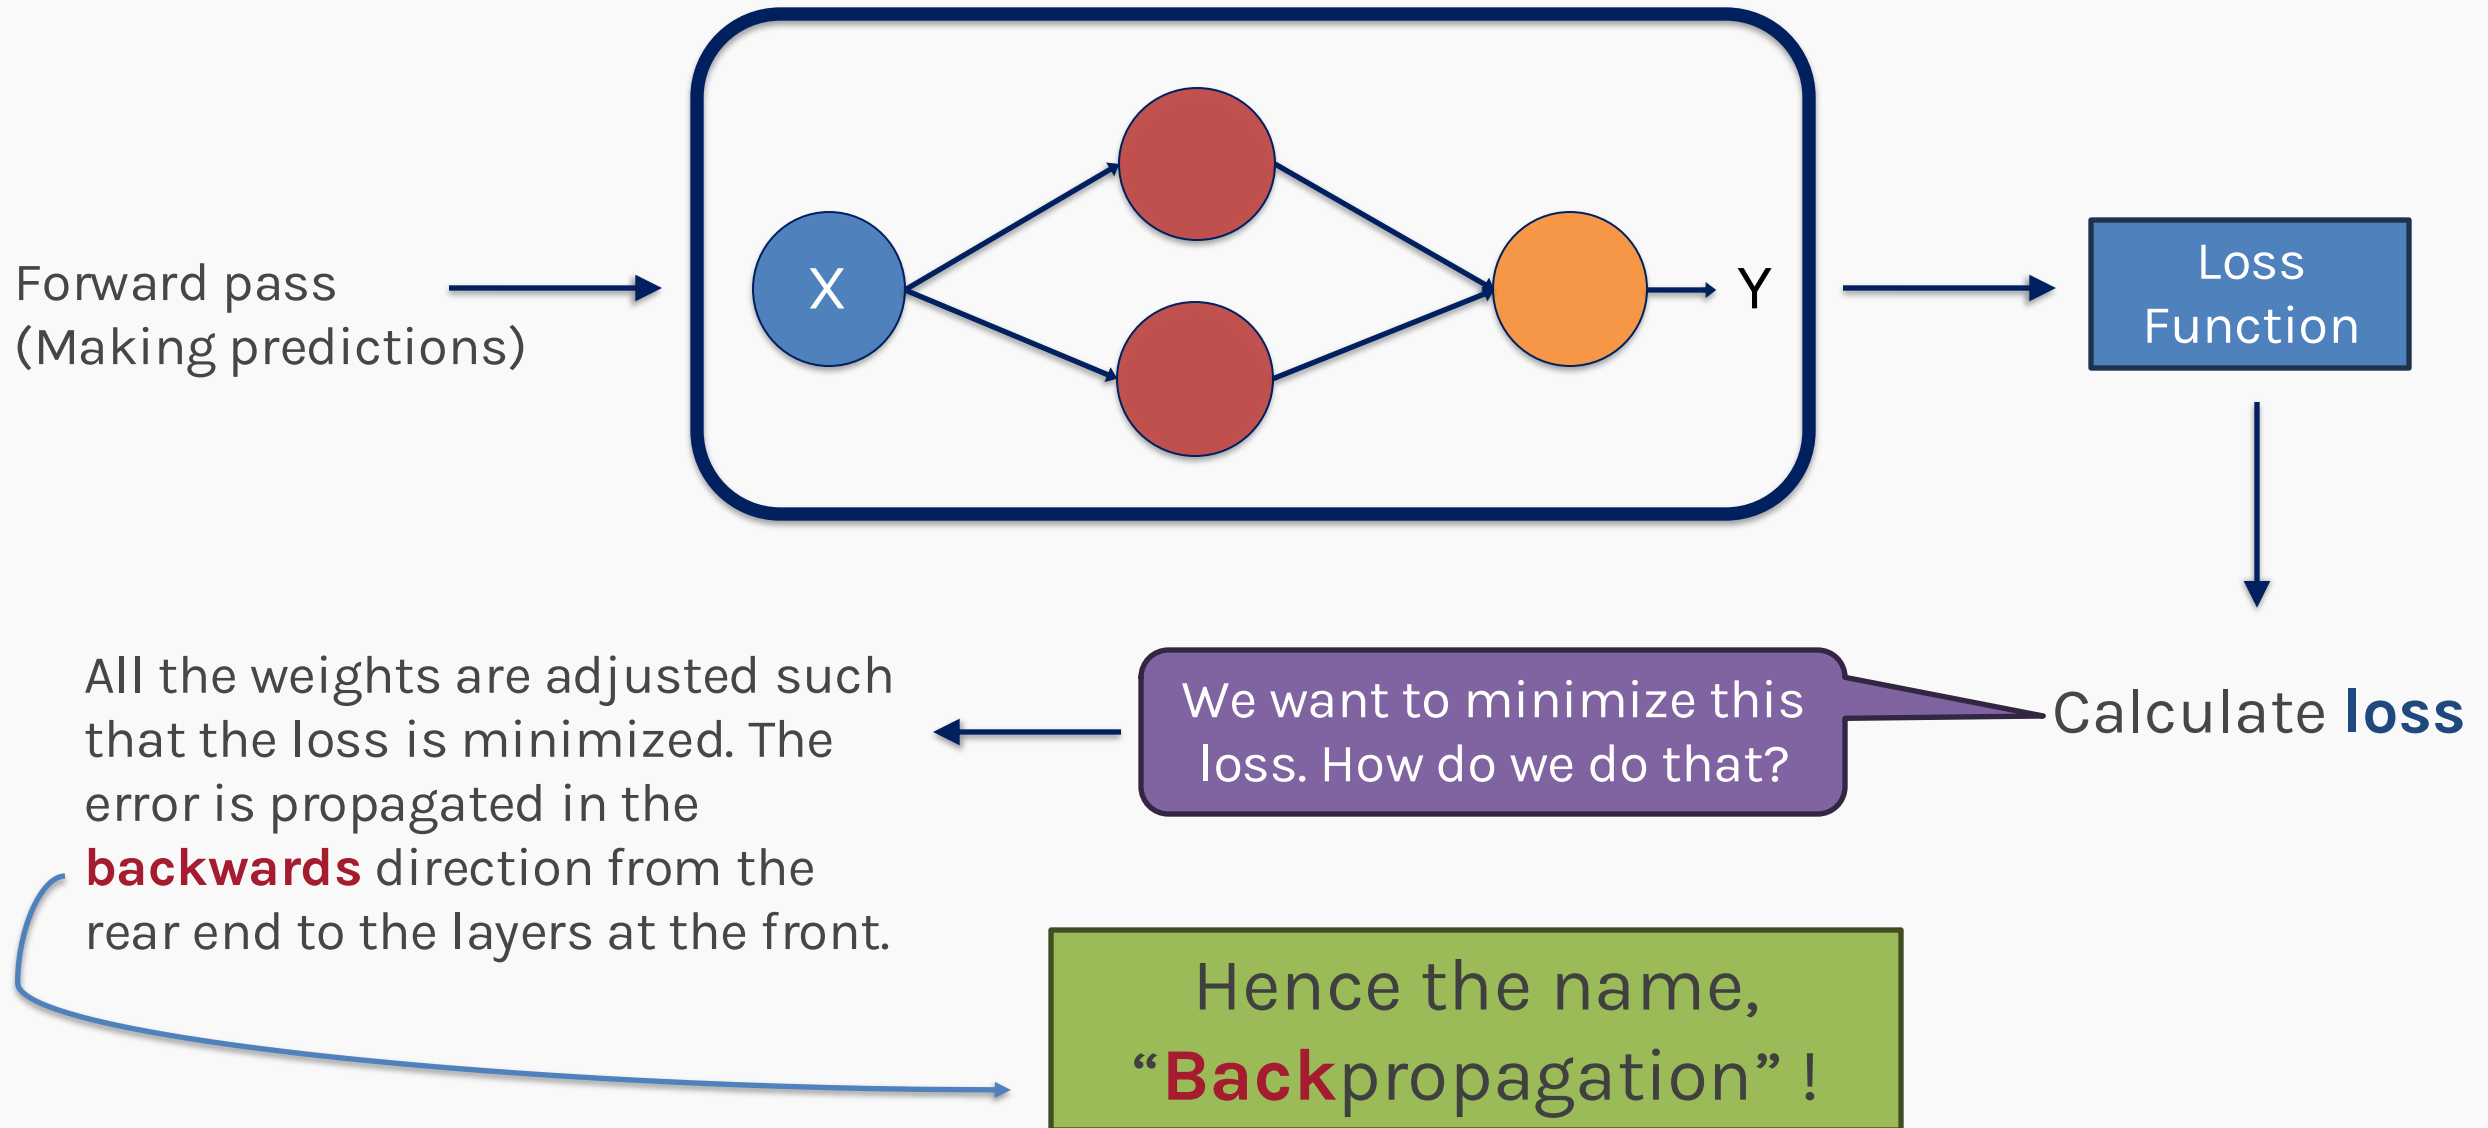 Forward pass
(Making predictions)
X
Y
Loss
Function
Calculate loss
We want to minimize this
loss. How do we do that?
All the weights are adjusted such
that the loss is minimized. The
error is propagated in the
backwards direction from the
rear end to the layers at the front.
Hence the name,
“Backpropagation” !